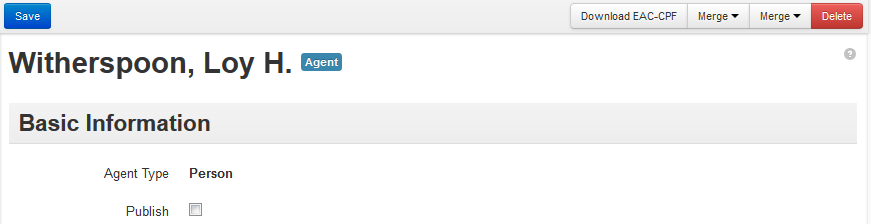 Save Download EAC-CPF Merge Merge Delete
Witherspoon, Loy H. Agent ?
Basic Information
Agent Type Person
Publish